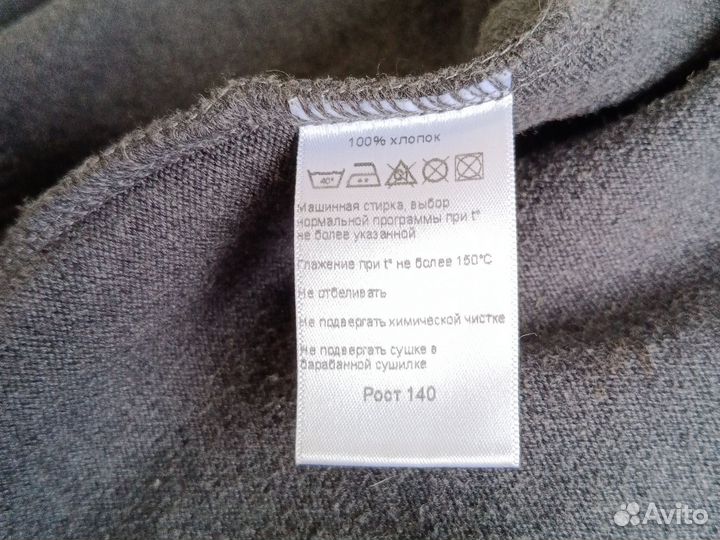 100% хлопок
40° Cl
Машинная стирка, выбор
нормальной программы при t°
не более указанной
Глажение при t° не более 150°C
Не отбеливать
Не подвергать химической чистке
Не подвергать сушке в
барабанной сушилке
Рост 140
Avito